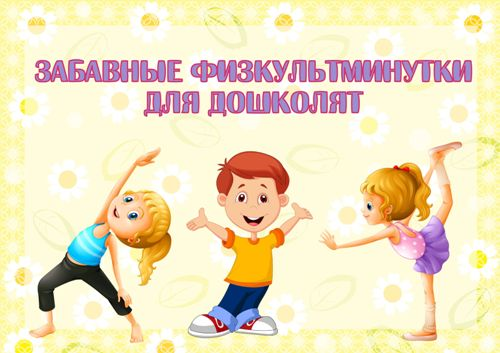 ЗАБАВНЫЕ ФИЗКУЛЬТМИНУТКИ
ДЛЯ ДОШКОЛЯТ